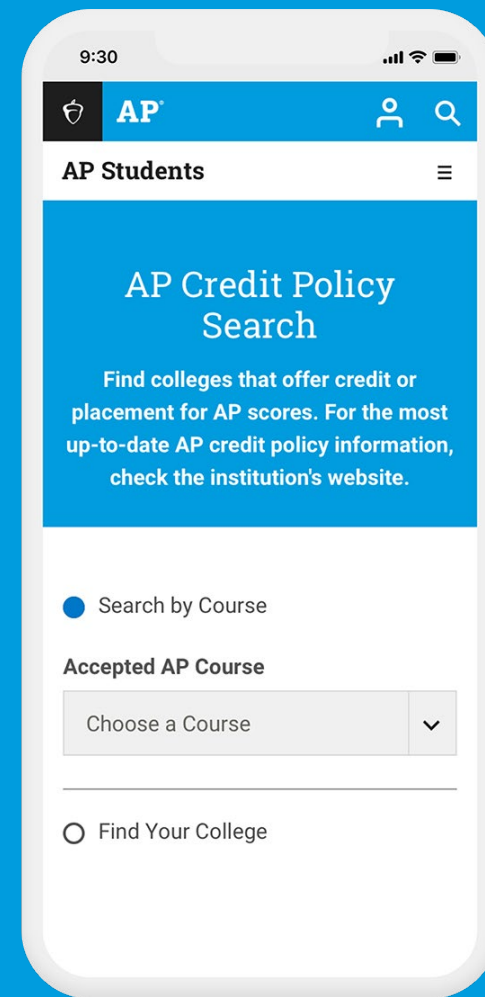 9:30
AP®
AP Students
AP Credit Policy
Search
Find colleges that offer credit or
placement for AP scores. For the most
up-to-date AP credit policy information,
check the institution's website.
Search by Course
Accepted AP Course
Choose a Course
Find Your College